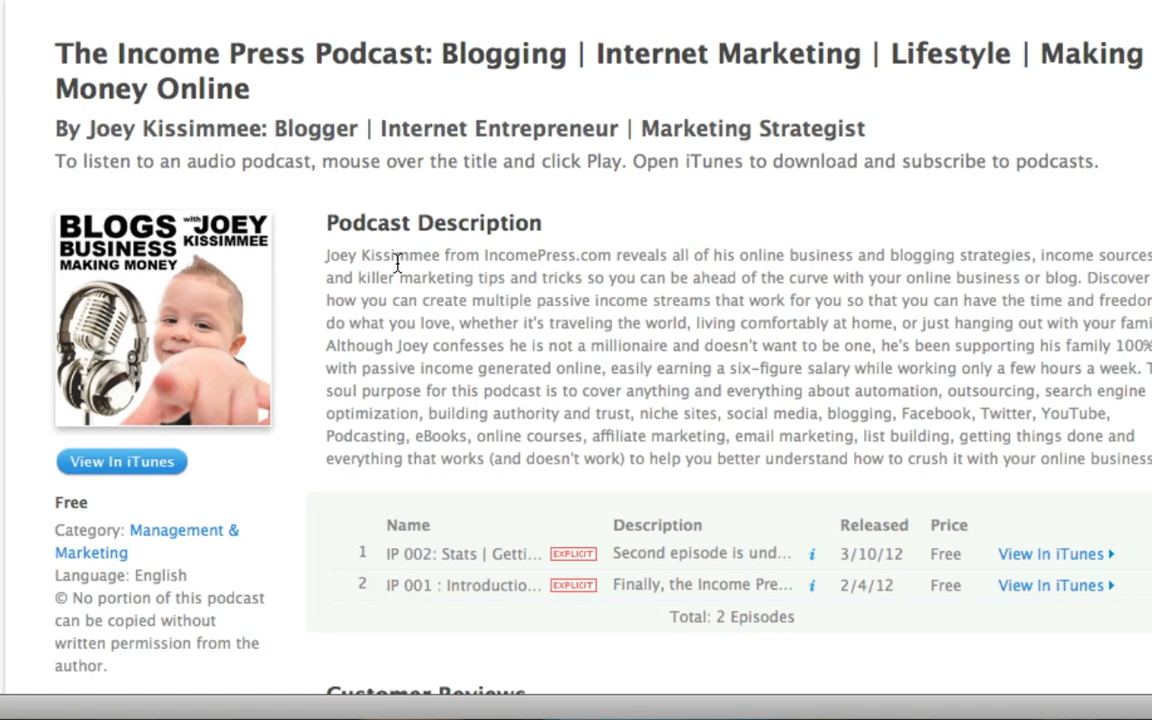 The Income Press Podcast: Blogging | Internet Marketing | Lifestyle | Making
Money Online
By Joey Kissimmee: Blogger | Internet Entrepreneur | Marketing Strategist
To listen to an audio podcast, mouse over the title and click Play. Open iTunes to download and subscribe to podcasts.
BLOGS with JOEY
BUSINESS KISSIMMEE
MAKING MONEY
View In iTunes
Free
Category: Management &
Marketing
Language: English
© No portion of this podcast
can be copied without
written permission from the
author.
Podcast Description
Joey Kissimmee from IncomePress.com reveals all of his online business and blogging strategies, income sources
and killer marketing tips and tricks so you can be ahead of the curve with your online business or blog. Discover
how you can create multiple passive income streams that work for you so that you can have the time and freedom
do what you love, whether it's traveling the world, living comfortably at home, or just hanging out with your fami
Although Joey confesses he is not a millionaire and doesn't want to be one, he's been supporting his family 100%
with passive income generated online, easily earning a six-figure salary while working only a few hours a week. T
soul purpose for this podcast is to cover anything and everything about automation, outsourcing, search engine
optimization, building authority and trust, niche sites, social media, blogging, Facebook, Twitter, YouTube,
Podcasting, eBooks, online courses, affiliate marketing, email marketing, list building, getting things done and
everything that works (and doesn't work) to help you better understand how to crush it with your online business
Name Description Released Price
1 IP 002: Stats | Getti... EXPLICIT Second episode is und... i 3/10/12 Free View In iTunes
2 IP 001 : Introductio... EXPLICIT Finally, the Income Pre... i 2/4/12 Free View In iTunes
Total: 2 Episodes
Customer Reviews